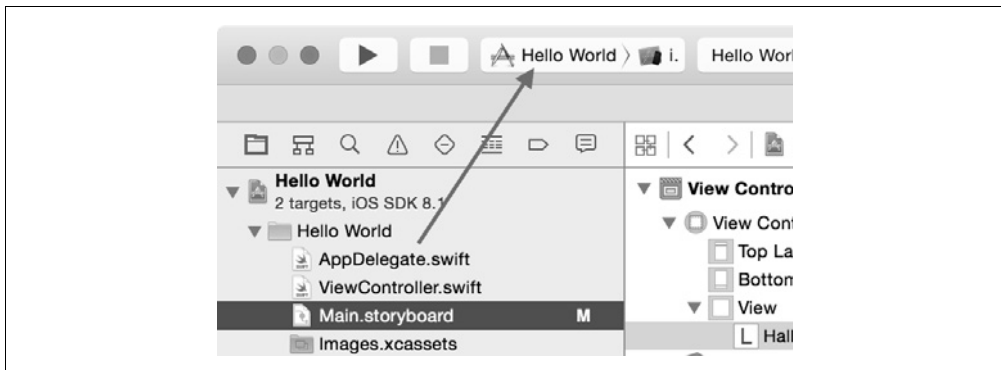 Hello World 〉 i. Hello Worl
Hello World
2 targets, iOS SDK 8.1
Hello World
AppDelegate.swift
ViewController.swift
Main.storyboard M
Images.xcassets
View Contro
View Cont
Top La
Bottom
View
L Hall